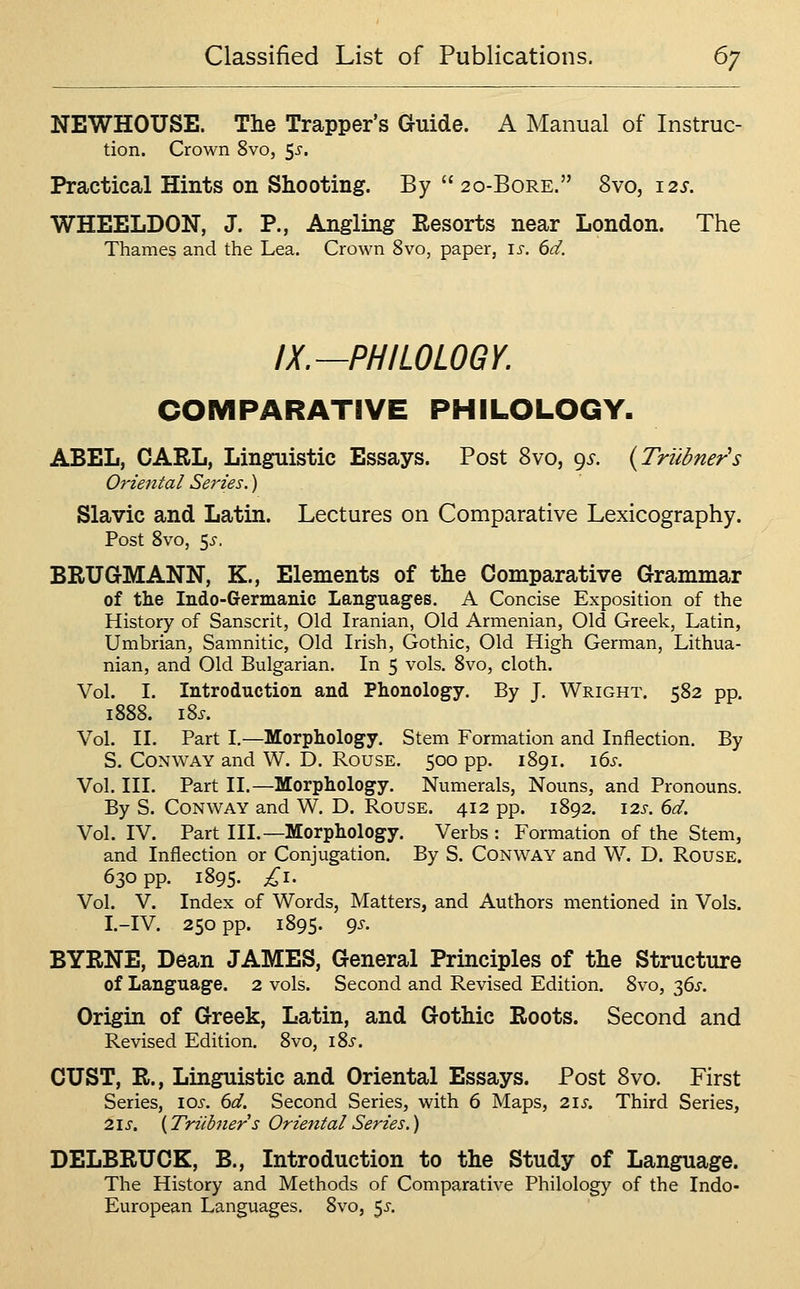 Classified List of Publications. 67
NEWHOUSE. The Trapper's Guide. A Manual of Instruc-
tion. Crown 8vo, 5s.
Practical Hints on Shooting. By “ 20-BORE.” 8vo, 12s.
WHEELDON, J. P., Angling Resorts near London. The
Thames and the Lea. Crown 8vo, paper, 1s. 6d.
IX.—PHILOLOGY.
COMPARATIVE PHILOLOGY.
ABEL, CARL, Linguistic Essays. Post 8vo, 9s. (Trübner's
Oriental Series.)
Slavic and Latin. Lectures on Comparative Lexicography.
Post 8vo, 5s.
BRUGMANN, K., Elements of the Comparative Grammar
of the Indo-Germanic Languages. A Concise Exposition of the
History of Sanscrit, Old Iranian, Old Armenian, Old Greek, Latin,
Umbrian, Samnitic, Old Irish, Gothic, Old High German, Lithua-
nian, and Old Bulgarian. In 5 vols. 8vo, cloth.
Vol. I. Introduction and Phonology. By J. WRIGHT. 582 pp.
1888. 18s.
Vol. II. Part I.—Morphology. Stem Formation and Inflection. By
S. CONWAY and W. D. ROUSE. 500 pp. 1891. 16s.
Vol. III. Part II.—Morphology. Numerals, Nouns, and Pronouns.
By S. CONWAY and W. D. ROUSE. 412 pp. 1892. 12s. 6d.
Vol. IV. Part III.—Morphology. Verbs : Formation of the Stem,
and Inflection or Conjugation. By S. CONWAY and W. D. ROUSE.
630 pp. 1895. £1.
Vol. V. Index of Words, Matters, and Authors mentioned in Vols.
I.-IV. 250 pp. 1895. 9s.
BYRNE, Dean JAMES, General Principles of the Structure
of Language. 2 vols. Second and Revised Edition. 8vo, 36s.
Origin of Greek, Latin, and Gothic Roots. Second and
Revised Edition. 8vo, 18s.
CUST, R., Linguistic and Oriental Essays. Post 8vo. First
Series, 10s. 6d. Second Series, with 6 Maps, 21s. Third Series,
21s. (Trübner's Oriental Series.)
DELBRUCK, B., Introduction to the Study of Language.
The History and Methods of Comparative Philology of the Indo-
European Languages. 8vo, 5s.